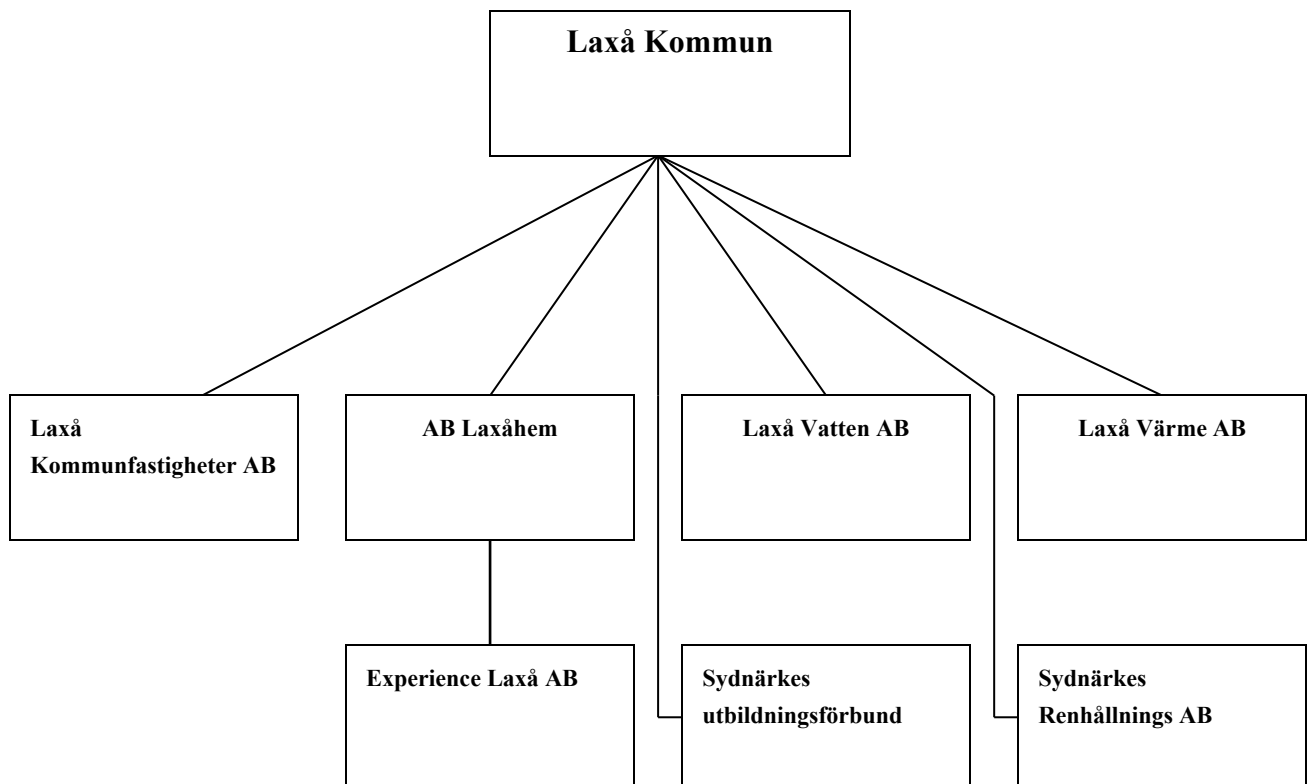 Laxå Kommun
Laxå
Kommunfastigheter AB
AB Laxåhem
Laxå Vatten AB
Laxå Värme AB
Experience Laxå AB
Sydnärkes
utbildningsförbund
Sydnärkes
Renhållnings AB